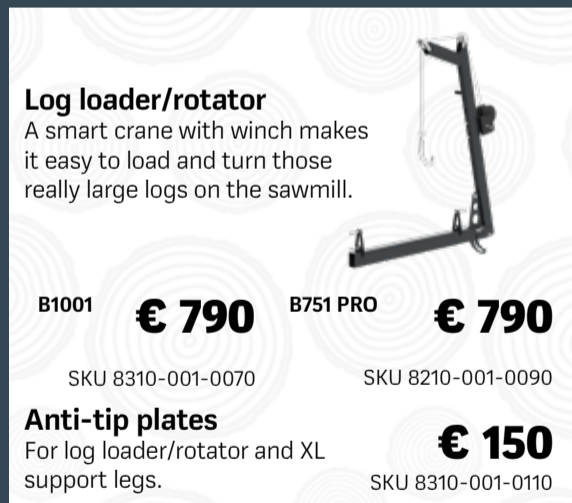 Log loader/rotator
A smart crane with winch makes
it easy to load and turn those
really large logs on the sawmill.
B1001 € 790 B751 PRO € 790
SKU 8310-001-0070 SKU 8210-001-0090
Anti-tip plates
For log loader/rotator and XL
support legs.
€ 150
SKU 8310-001-0110